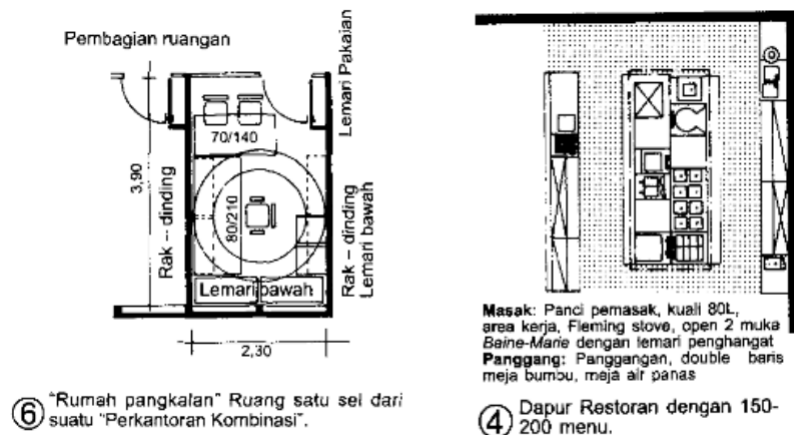 Pembagian ruangan
Lemari Pakaian
70/140
3,90
Rak – dinding
80/210
Rak – dinding
Lemari bawah
Lemari bawah
2,30
⑥ "Rumah pangkalan" Ruang satu sel dari
suatu "Perkantoran Kombinasi".
Masak: Panci pemasak, kuali 80L,
area kerja, Fleming stove, open 2 muka
Beine-Marie dengan lemari penghangat
Panggang: Panggangan, double baris
meja bumbu, meja air panas
④ Dapur Restoran dengan 150-
200 menu.